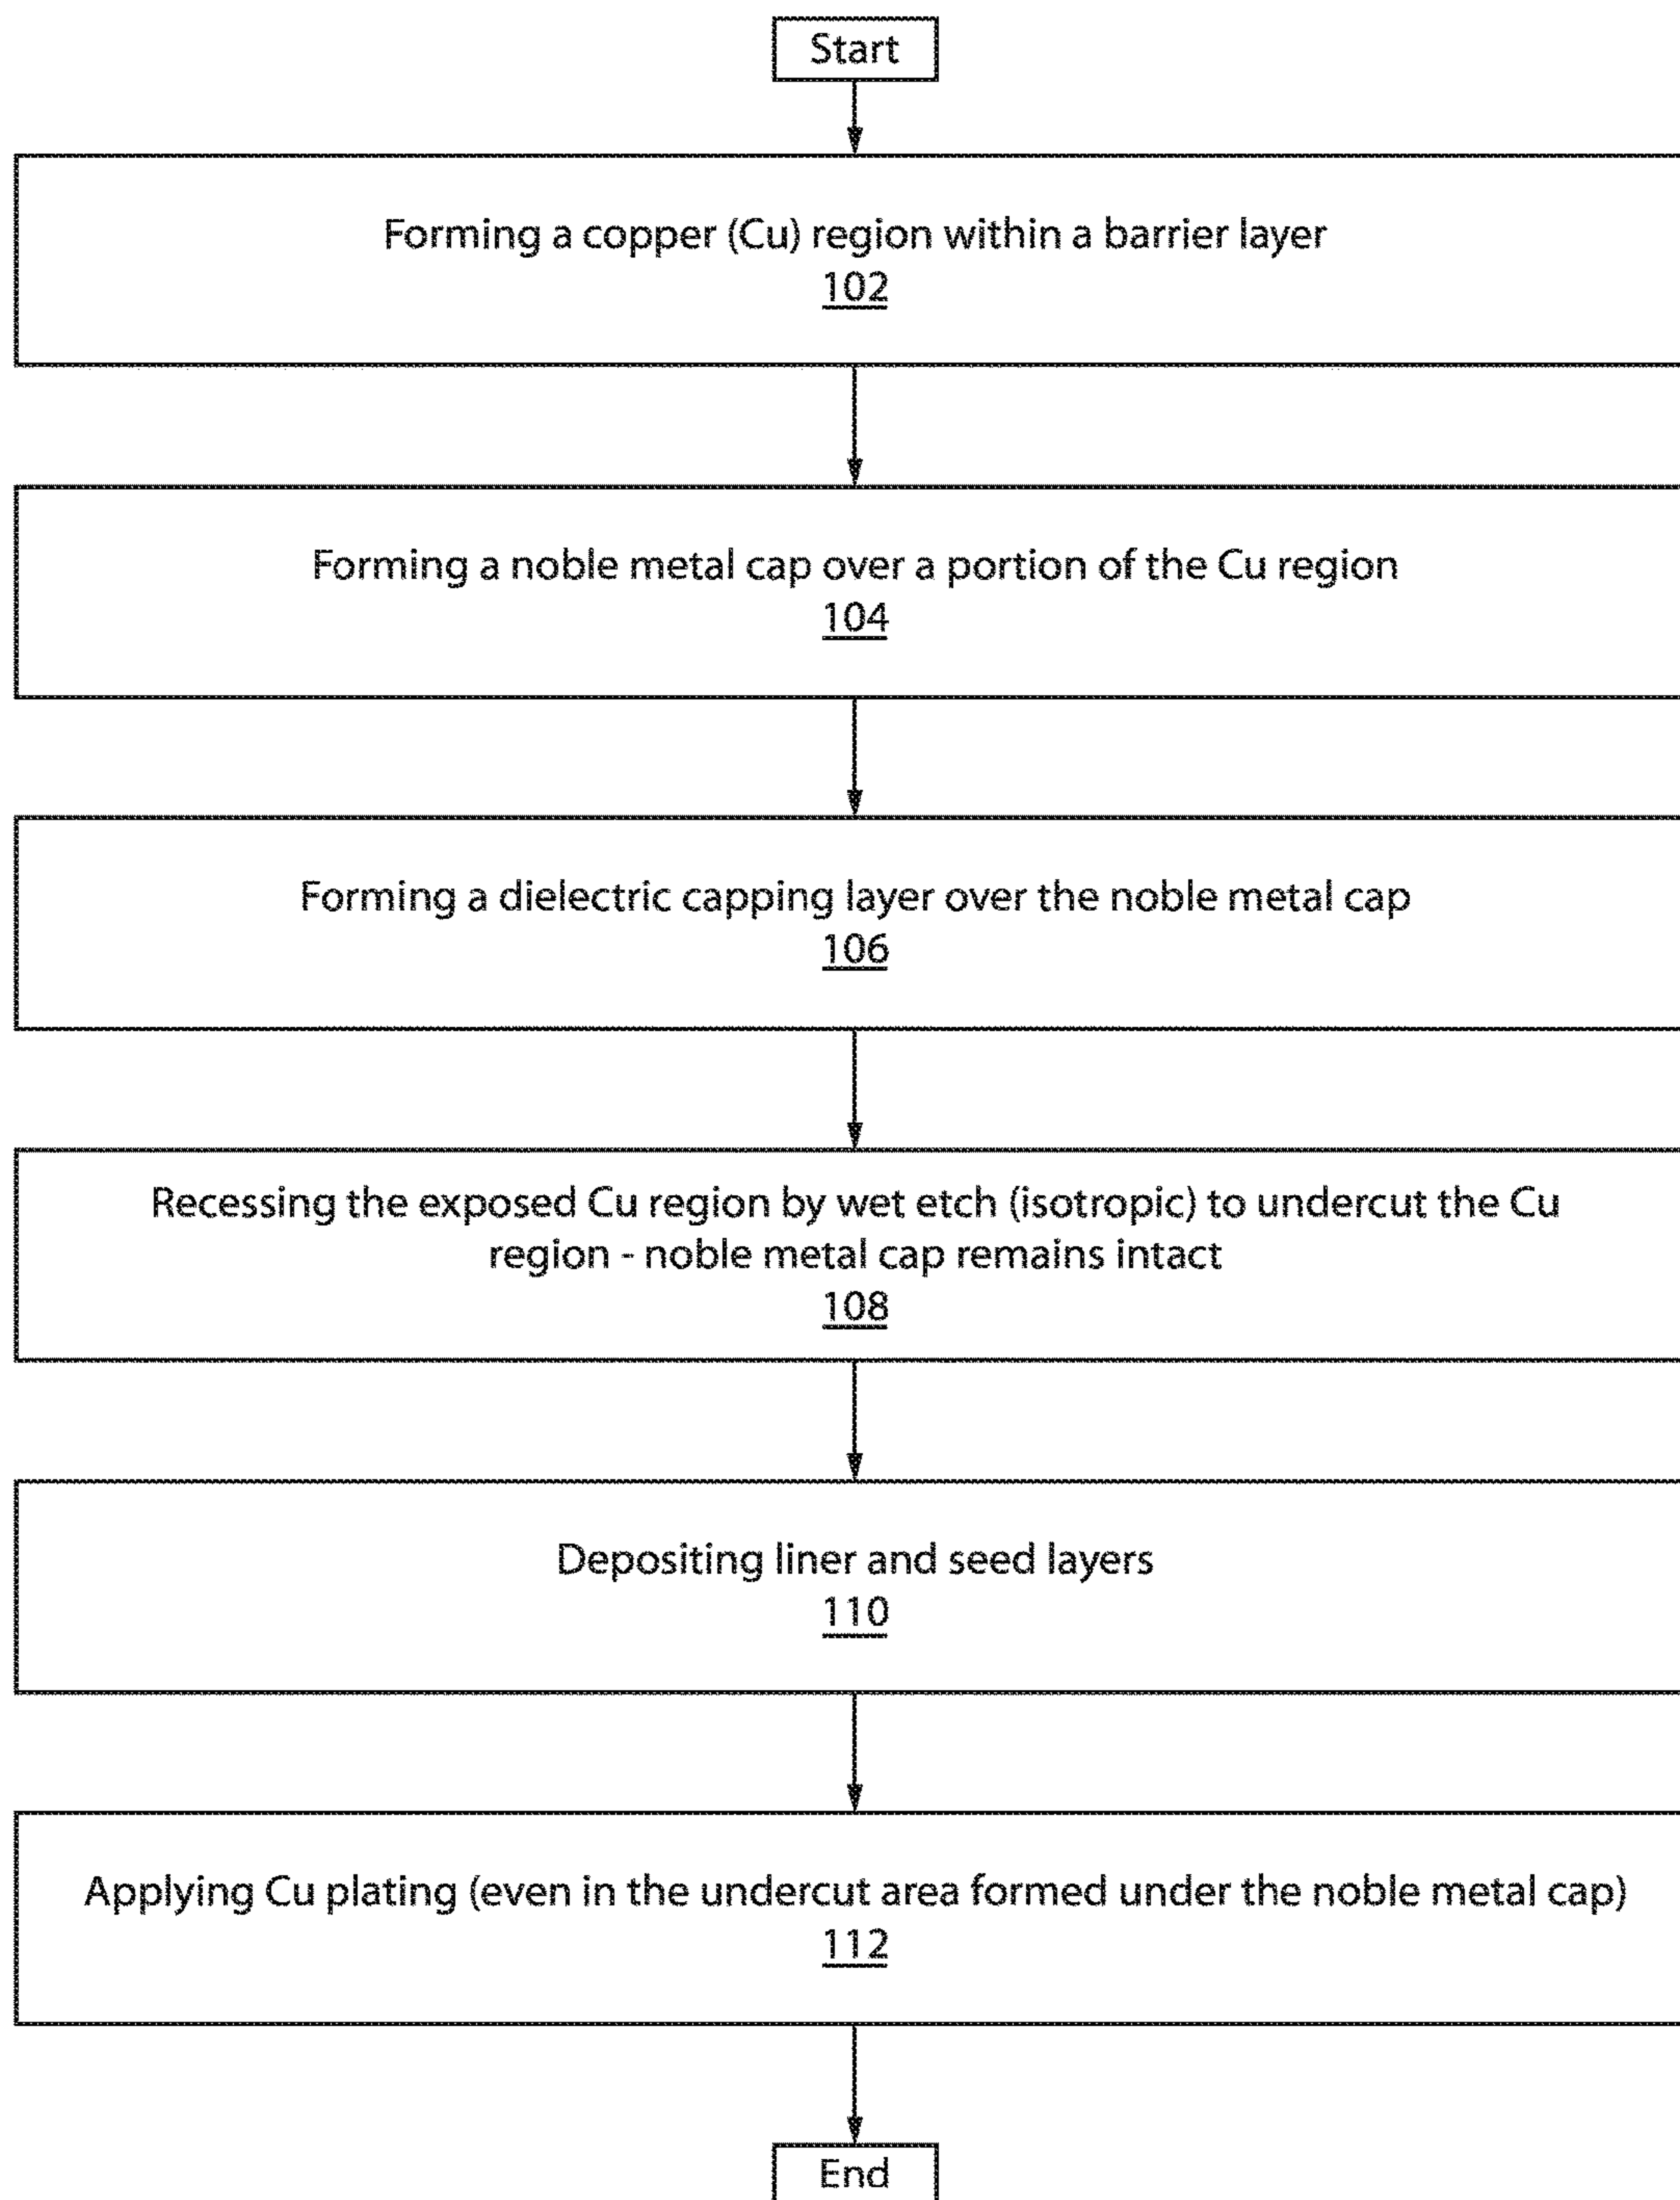 Start
Forming a copper (Cu) region within a barrier layer
102
Forming a noble metal cap over a portion of the Cu region
104
Forming a dielectric capping layer over the noble metal cap
106
Recessing the exposed Cu region by wet etch (isotropic) to undercut the Cu
region - noble metal cap remains intact
108
Depositing liner and seed layers
110
Applying Cu plating (even in the undercut area formed under the noble metal cap)
112
End